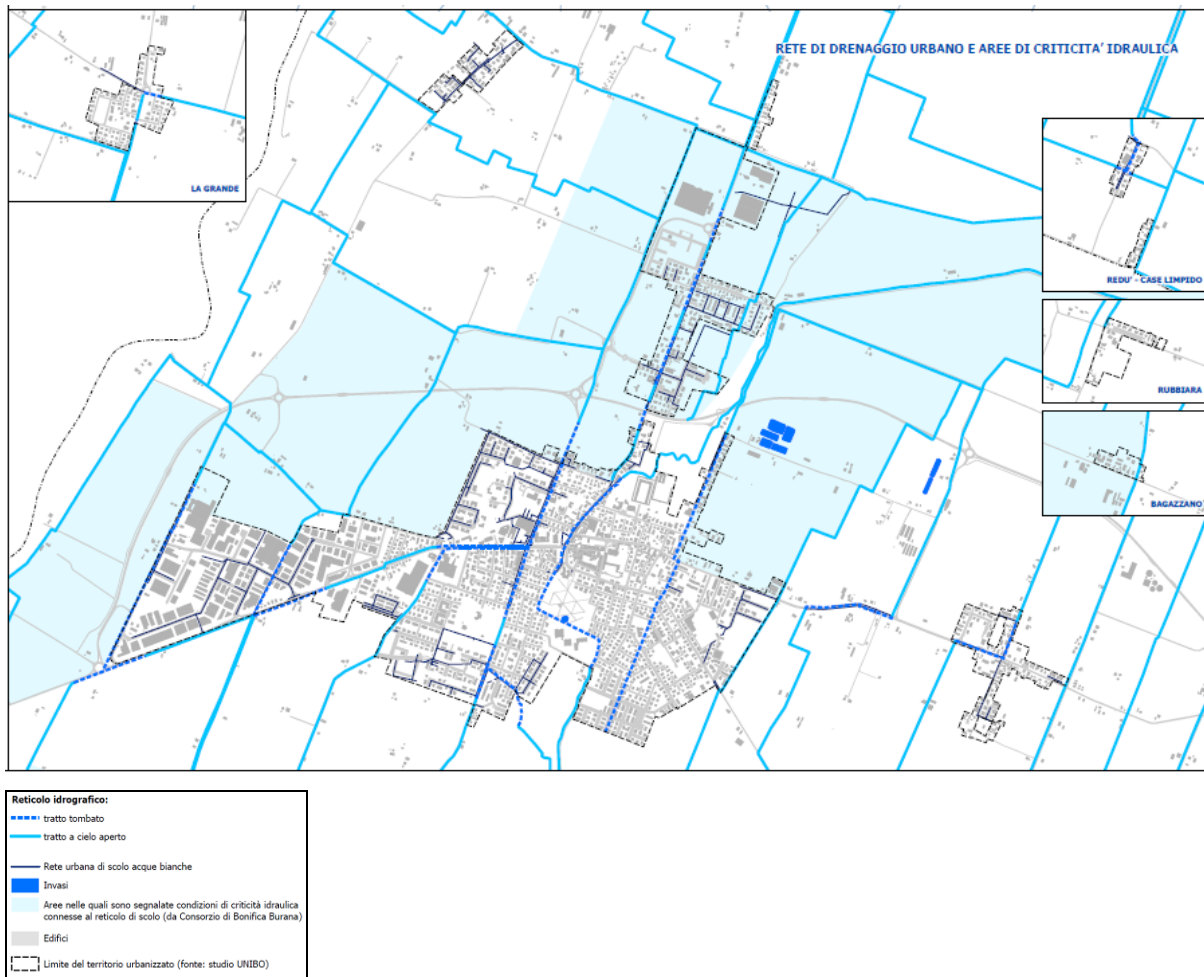 RETE DI DRENAGGIO URBANO E AREE DI CRITICITA' IDRAULICA
LA GRANDE
REDU' - CASE LIMPIDO
RUBBIARA
BAGAZZANO
Reticolo idrografico:
tratto tombato
tratto a cielo aperto
Rete urbana di scolo acque bianche
Invasi
Aree nelle quali sono segnalate condizioni di criticità idraulica
connesse al reticolo di scolo (da Consorzio di Bonifica Burana)
Edifici
Limite del territorio urbanizzato (fonte: studio UNIBO)